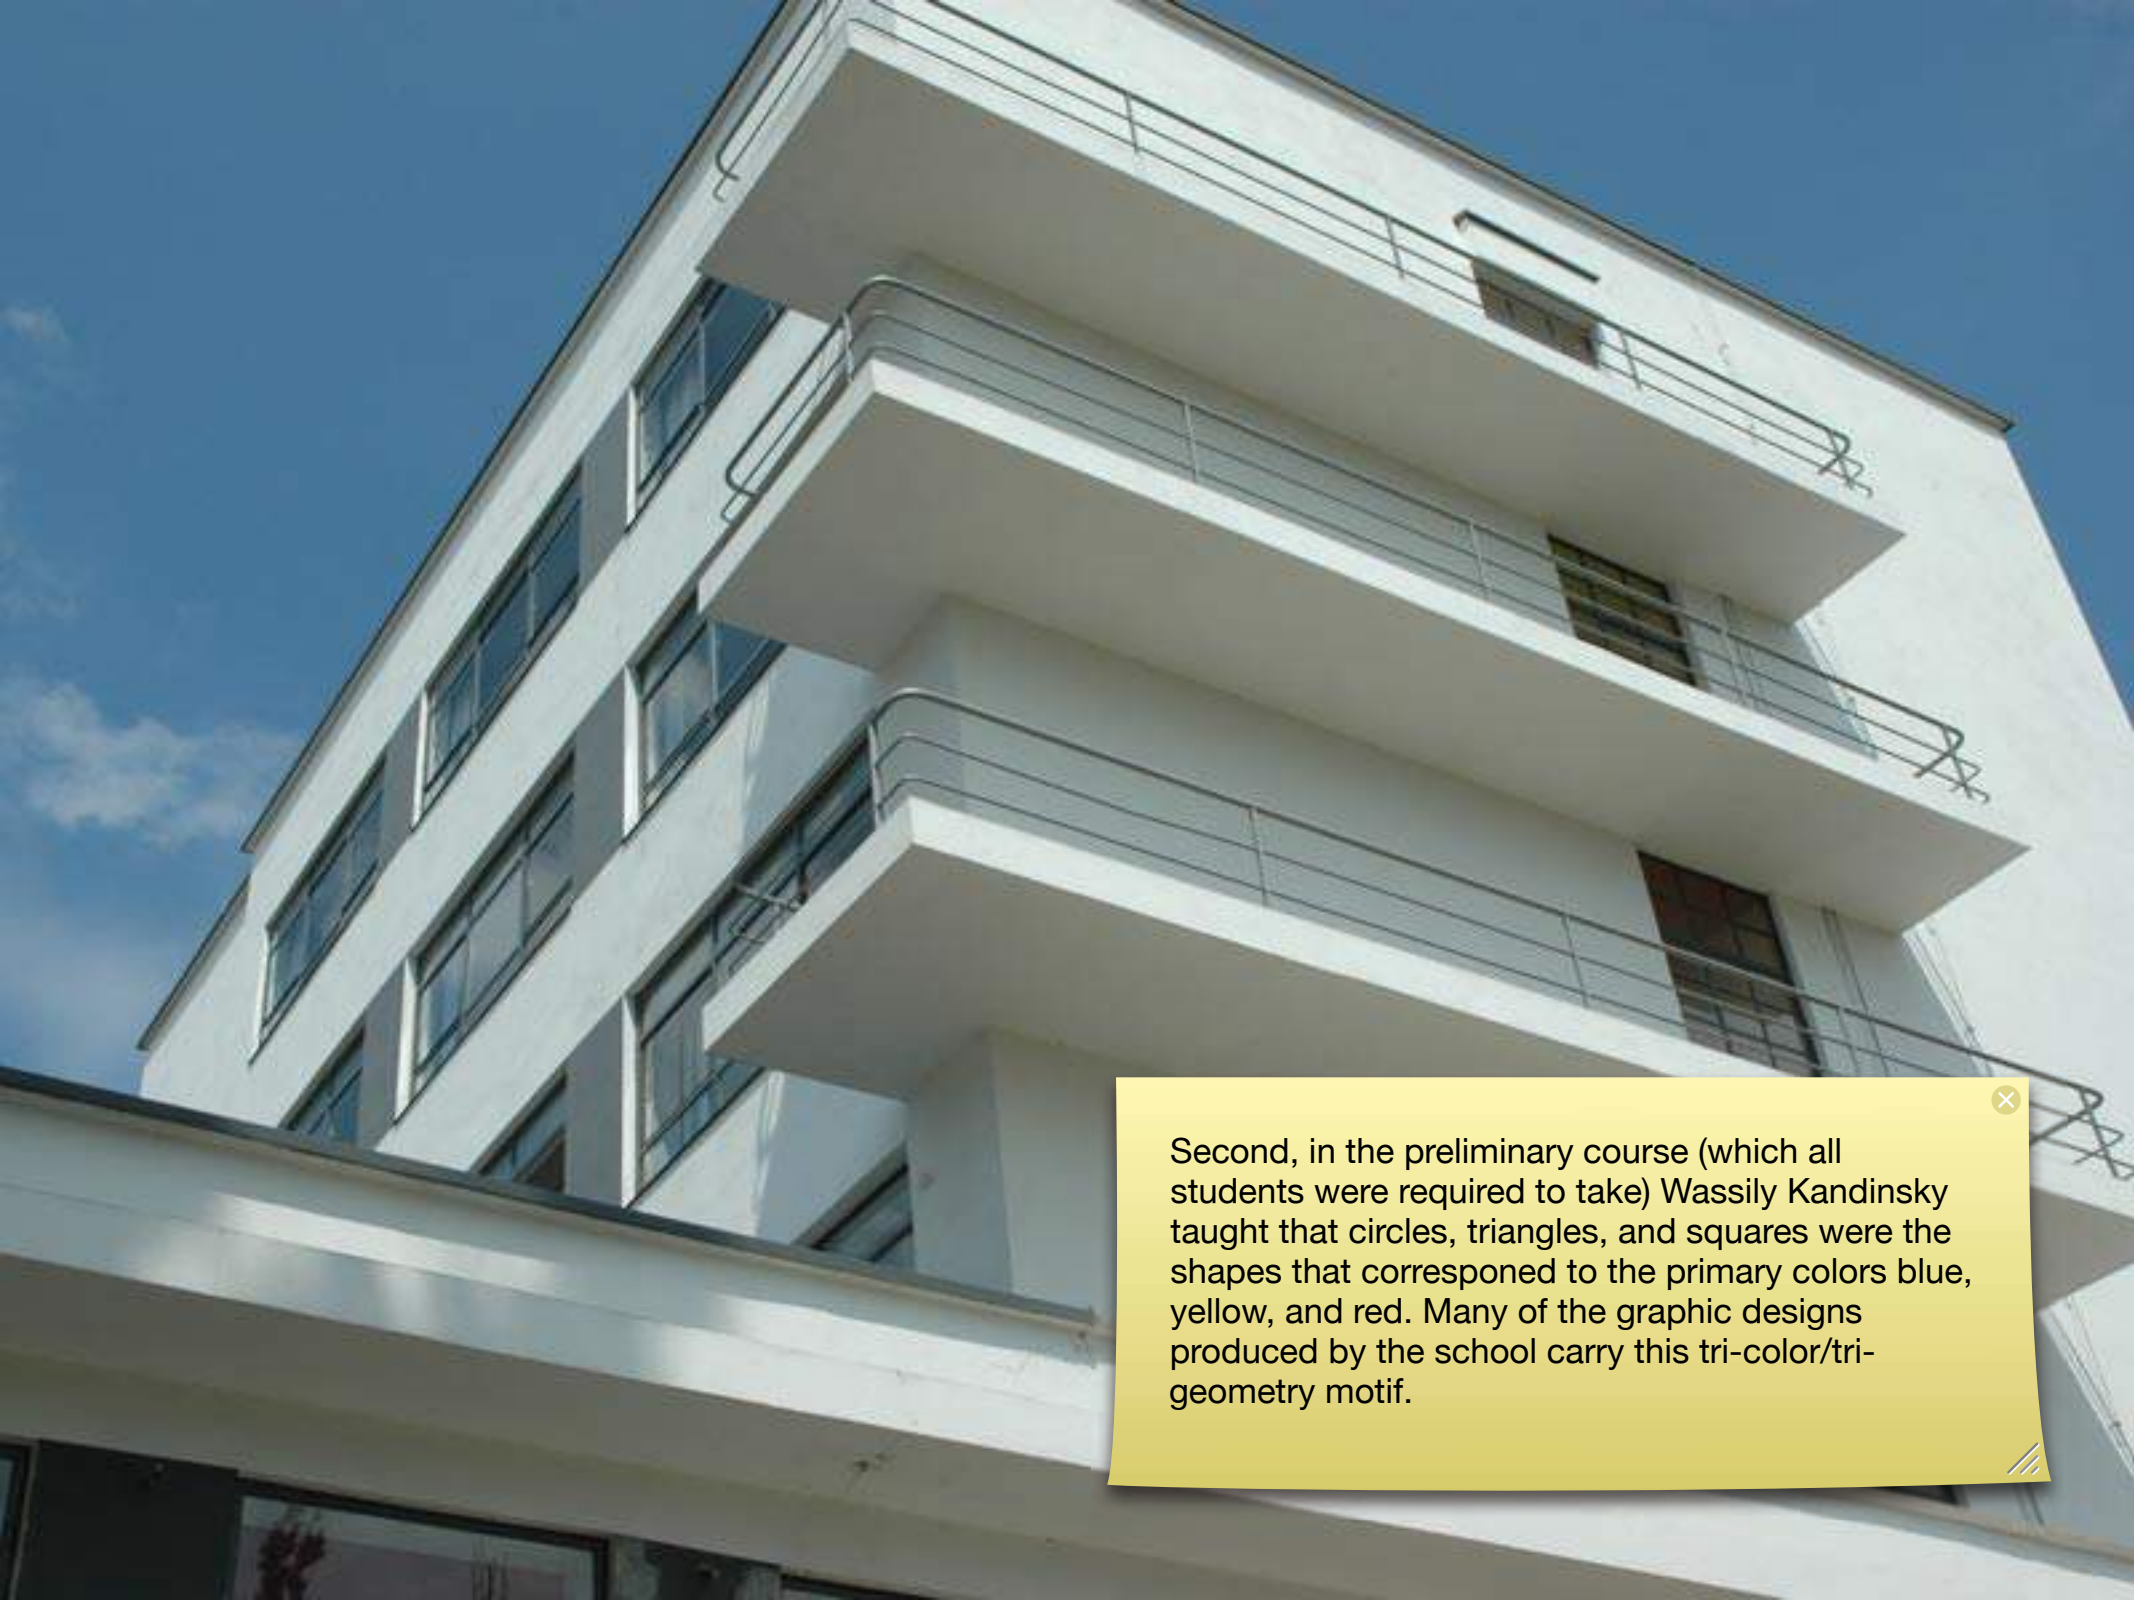 Second, in the preliminary course (which all
students were required to take) Wassily Kandinsky
taught that circles, triangles, and squares were the
shapes that corresponed to the primary colors blue,
yellow, and red. Many of the graphic designs
produced by the school carry this tri-color/tri-
geometry motif.